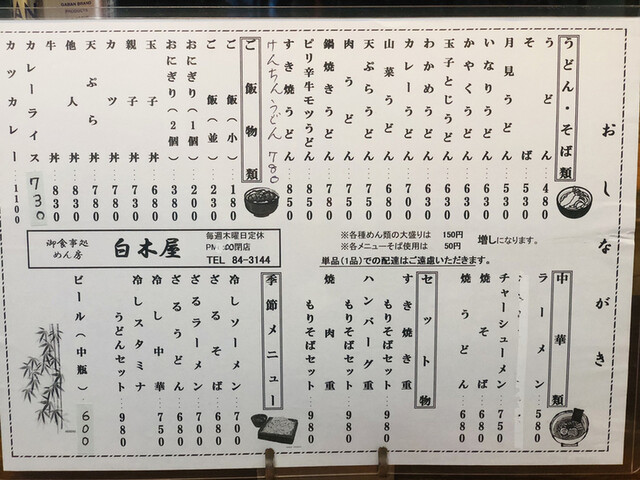 おしながき
うどん・そば類
うどん 480
そば 530
月見うどん 530
いなりうどん 530
かやくうどん 630
玉子とじうどん 630
わかめうどん 630
カレーうどん 700
山菜うどん 680
天ぷらうどん 750
肉うどん 750
鍋焼きうどん 780
ピリ辛牛モツうどん 850
すき焼うどん 850
けんちんうどん 780
ご飯物類
ご飯(小) 180
ご飯(並) 230
おにぎり(1個) 200
おにぎり(2個) 380
玉子丼 680
親子丼
カツ丼
天ぷら丼 780
他人丼 830
牛丼 830
カレーライス 730
カツカレー 1100
※各種めん類の大盛りは 150円
※各メニューそば使用は 50円
増しになります。
単品(1品)での配達はご遠慮いただきます。
御食事処
めん房
白木屋
毎週木曜日定休
閉店
TEL 84-3144
中華類
ラーメン 580
チャーシューメン 750
焼そば 680
焼うどん 680
セット物
すき焼き重
もりそばセット 980
ハンバーグ重
もりそばセット 980
焼肉重
もりそばセット 980
季節メニュー
冷しソーメン 700
ざるそば 680
ざるラーメン 700
ざるうどん 680
冷し中華 750
冷しスタミナ
うどんセット 980
ビール(中瓶) 600